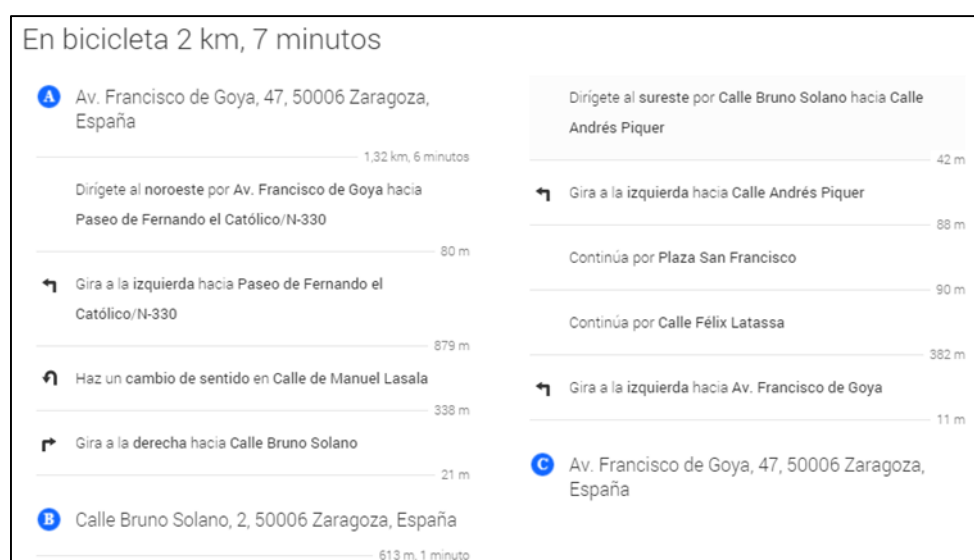 En bicicleta 2 km, 7 minutos
A
Av. Francisco de Goya, 47, 50006 Zaragoza,
España
1,32 km, 6 minutos
Dirígete al noroeste por Av. Francisco de Goya hacia
Paseo de Fernando el Católico/N-330
80 m
Gira a la izquierda hacia Paseo de Fernando el
Católico/N-330
879 m
Haz un cambio de sentido en Calle de Manuel Lasala
338 m
Gira a la derecha hacia Calle Bruno Solano
21 m
B
Calle Bruno Solano, 2, 50006 Zaragoza, España
613 m, 1 minuto
Dirígete al sureste por Calle Bruno Solano hacia Calle
Andrés Piquer
42 m
Gira a la izquierda hacia Calle Andrés Piquer
88 m
Continúa por Plaza San Francisco
90 m
Continúa por Calle Félix Latassa
382 m
Gira a la izquierda hacia Av. Francisco de Goya
11 m
C
Av. Francisco de Goya, 47, 50006 Zaragoza,
España